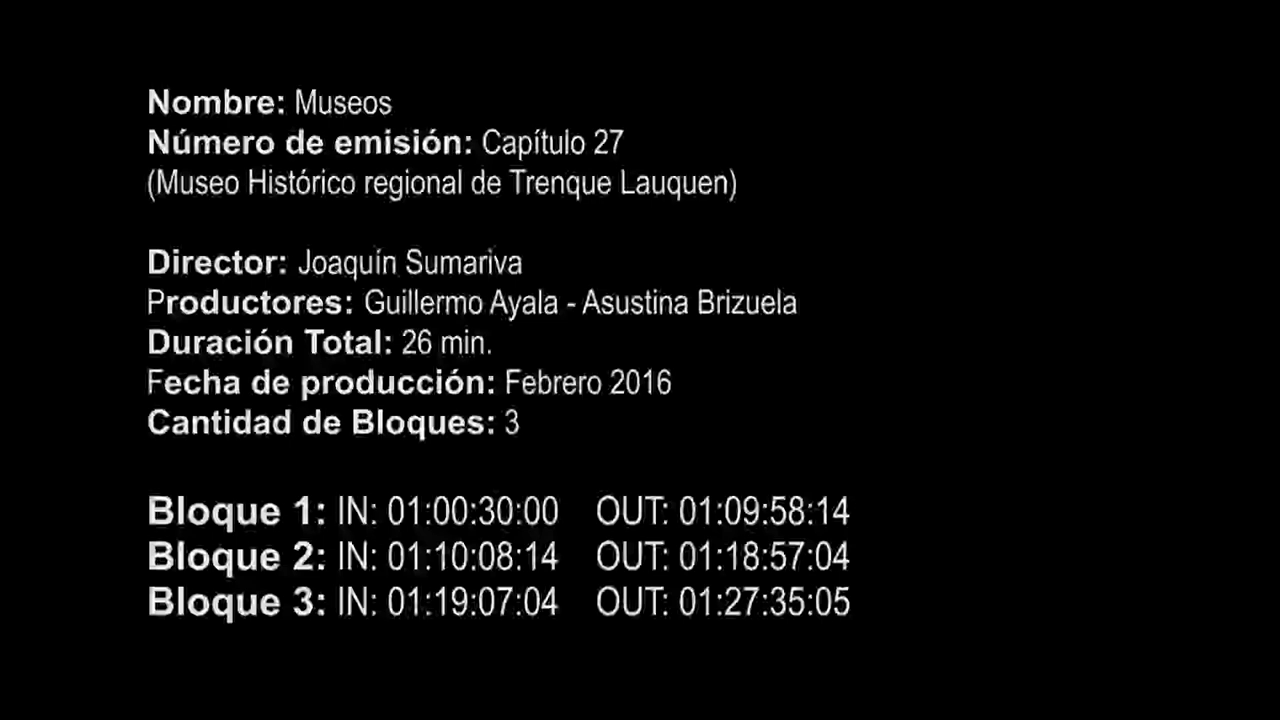 Nombre: Museos
Número de emisión: Capítulo 27
(Museo Histórico regional de Trenque Lauquen)
Director: Joaquín Sumariva
Productores: Guillermo Ayala - Asustina Brizuela
Duración Total: 26 min.
Fecha de producción: Febrero 2016
Cantidad de Bloques: 3
Bloque 1: IN: 01:00:30:00 OUT: 01:09:58:14
Bloque 2: IN: 01:10:08:14 OUT: 01:18:57:04
Bloque 3: IN: 01:19:07:04 OUT: 01:27:35:05